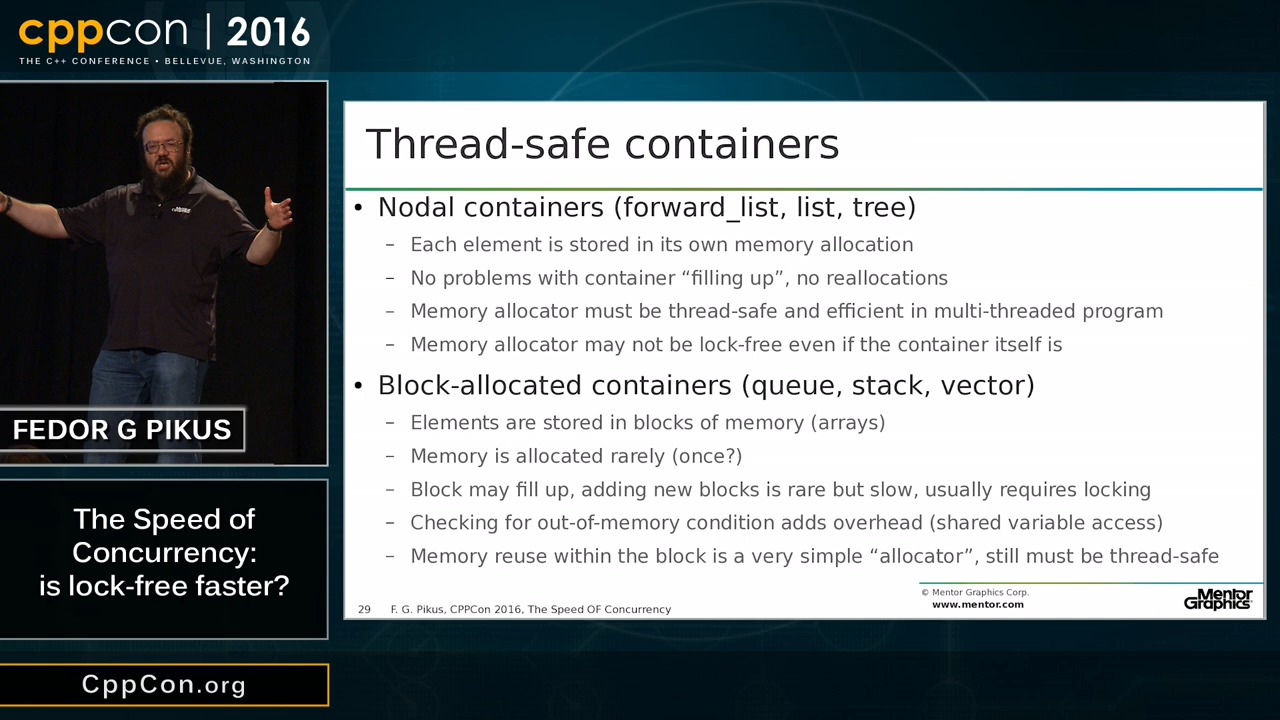 cppcon | 2016
THE C++ CONFERENCE • BELLEVUE, WASHINGTON
FEDOR G PIKUS
The Speed of
Concurrency:
is lock-free faster?
CppCon.org
Thread-safe containers
• Nodal containers (forward_list, list, tree)
– Each element is stored in its own memory allocation
– No problems with container “filling up”, no reallocations
– Memory allocator must be thread-safe and efficient in multi-threaded program
– Memory allocator may not be lock-free even if the container itself is
• Block-allocated containers (queue, stack, vector)
– Elements are stored in blocks of memory (arrays)
– Memory is allocated rarely (once?)
– Block may fill up, adding new blocks is rare but slow, usually requires locking
– Checking for out-of-memory condition adds overhead (shared variable access)
– Memory reuse within the block is a very simple “allocator”, still must be thread-safe
29 F. G. Pikus, CPPCon 2016, The Speed OF Concurrency
© Mentor Graphics Corp.
www.mentor.com
Mentor
Graphics